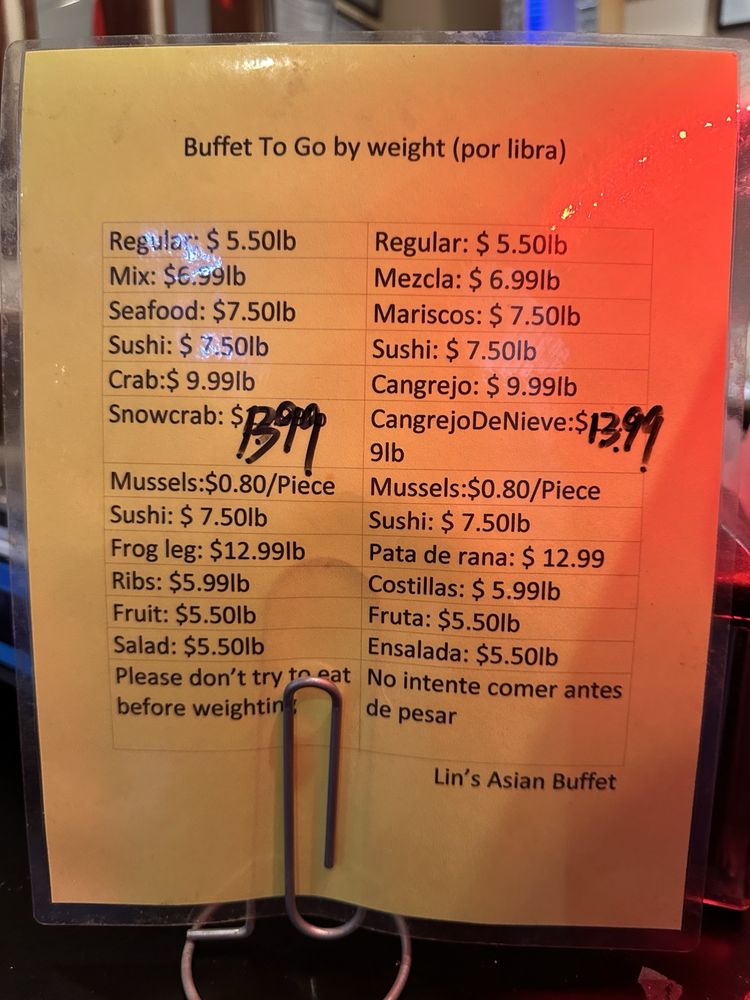 Buffet To Go by weight (por libra)
Regular: $ 5.50lb
Regular: $ 5.50lb
Mix: $6.99lb
Mezcla: $ 6.99lb
Seafood: $7.50lb
Mariscos: $ 7.50lb
Sushi: $ 7.50lb
Sushi: $ 7.50lb
Crab:$ 9.99lb
Cangrejo: $ 9.99lb
Snowcrab: $13.99
CangrejoDeNieve:$13.99
9lb
Mussels:$0.80/Piece
Mussels:$0.80/Piece
Sushi: $ 7.50lb
Sushi: $ 7.50lb
Frog leg: $12.99lb
Pata de rana: $ 12.99
Ribs: $5.99lb
Costillas: $ 5.99lb
Fruit: $5.50lb
Fruta: $5.50lb
Salad: $5.50lb
Ensalada: $5.50lb
Please don't try to eat
before weighting
No intente comer antes
de pesar
Lin's Asian Buffet